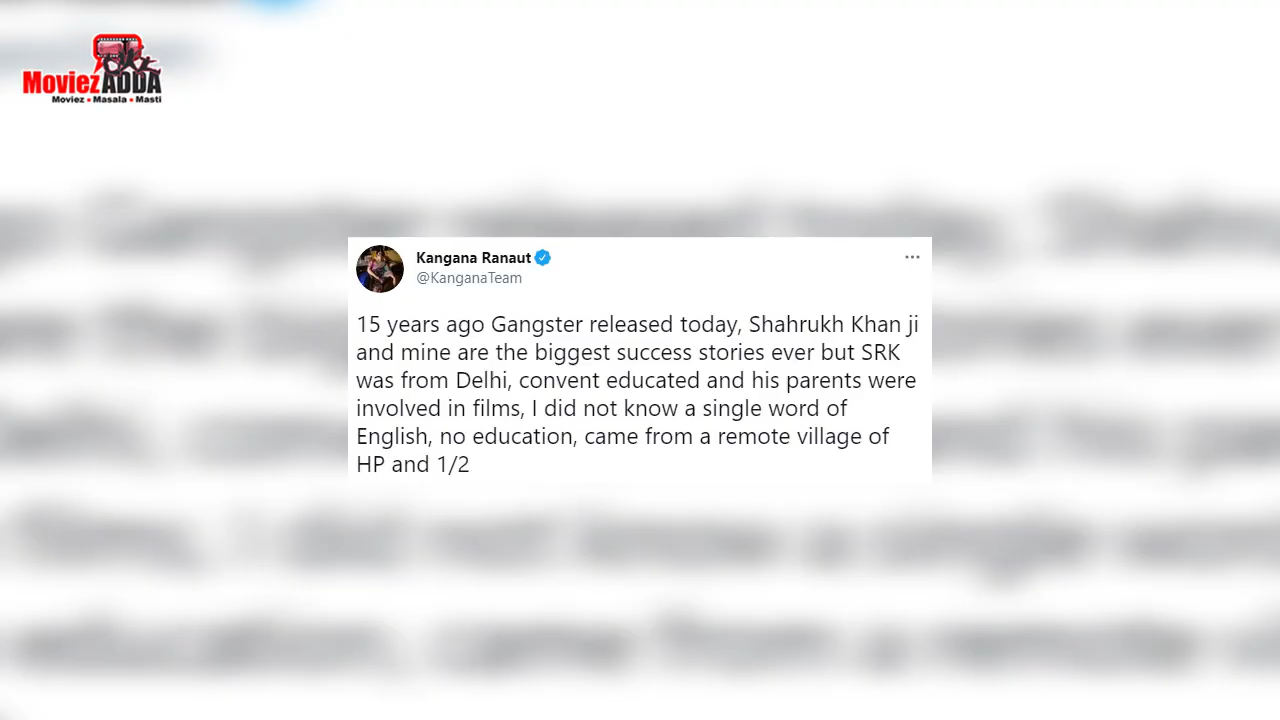 MoviezADDA
Moviez • Masala • Masti
Kangana Ranaut
@KanganaTeam
15 years ago Gangster released today, Shahrukh Khan ji
and mine are the biggest success stories ever but SRK
was from Delhi, convent educated and his parents were
involved in films, I did not know a single word of
English, no education, came from a remote village of
HP and 1/2